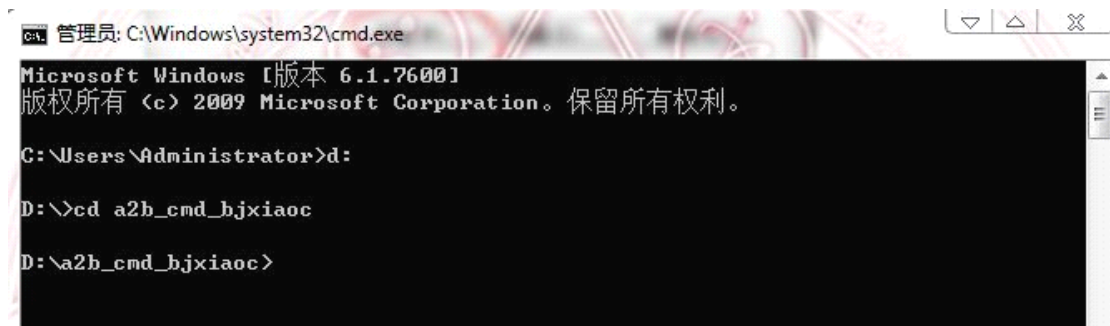 管理员: C:\Windows\system32\cmd.exe
Microsoft Windows [版本 6.1.7600]
版权所有 (c) 2009 Microsoft Corporation。保留所有权利。
C:\Users\Administrator>d:
D:\>cd a2b_cmd_bjxiaoc
D:\a2b_cmd_bjxiaoc>